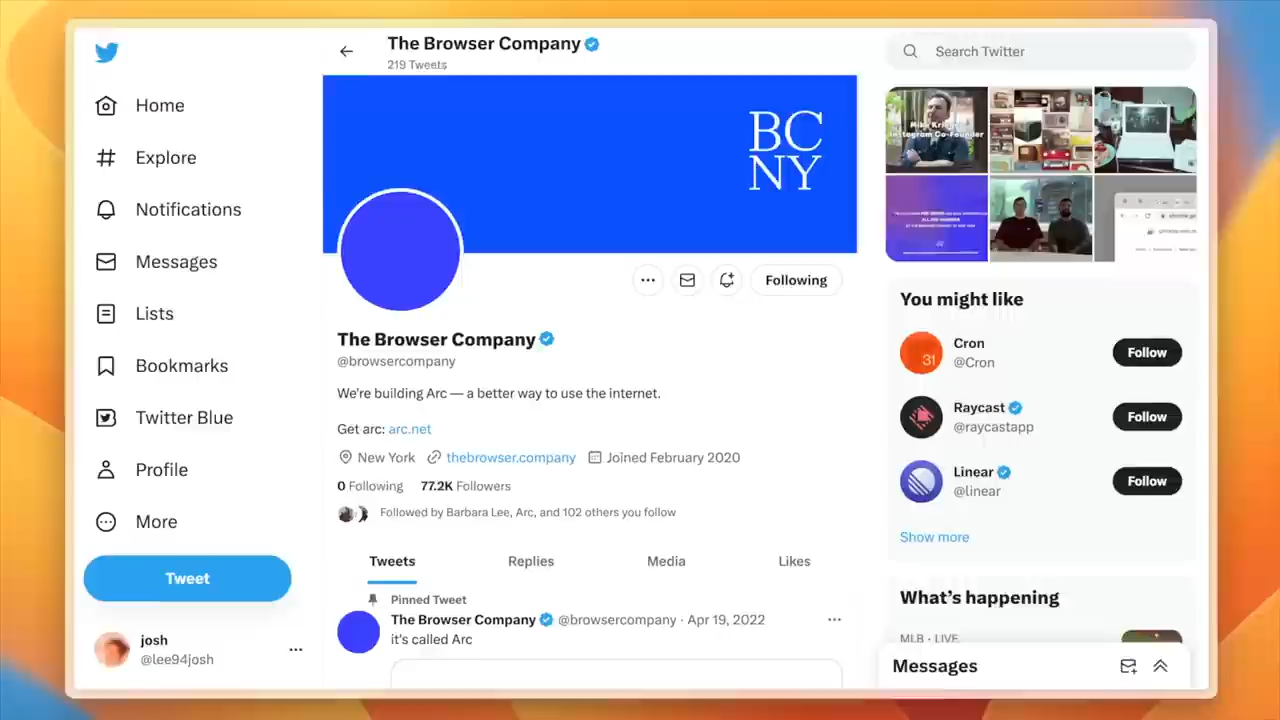 Home
Explore
Notifications
Messages
Lists
Bookmarks
Twitter Blue
Profile
More
Tweet
josh
@lee94josh
The Browser Company
219 Tweets
BC
NY
Following
The Browser Company
@browsercompany
We're building Arc — a better way to use the internet.
Get arc: arc.net
New York thebrowser.company Joined February 2020
0 Following 77.2K Followers
Followed by Barbara Lee, Arc, and 102 others you follow
Tweets Replies Media Likes
Pinned Tweet
The Browser Company @browsercompany · Apr 19, 2022
it's called Arc
Search Twitter
Instagram Co-Founder
You might like
Cron
@Cron
31
Follow
Raycast
@raycastapp
Follow
Linear
@linear
Follow
Show more
What's happening
MLB · LIVE
Messages